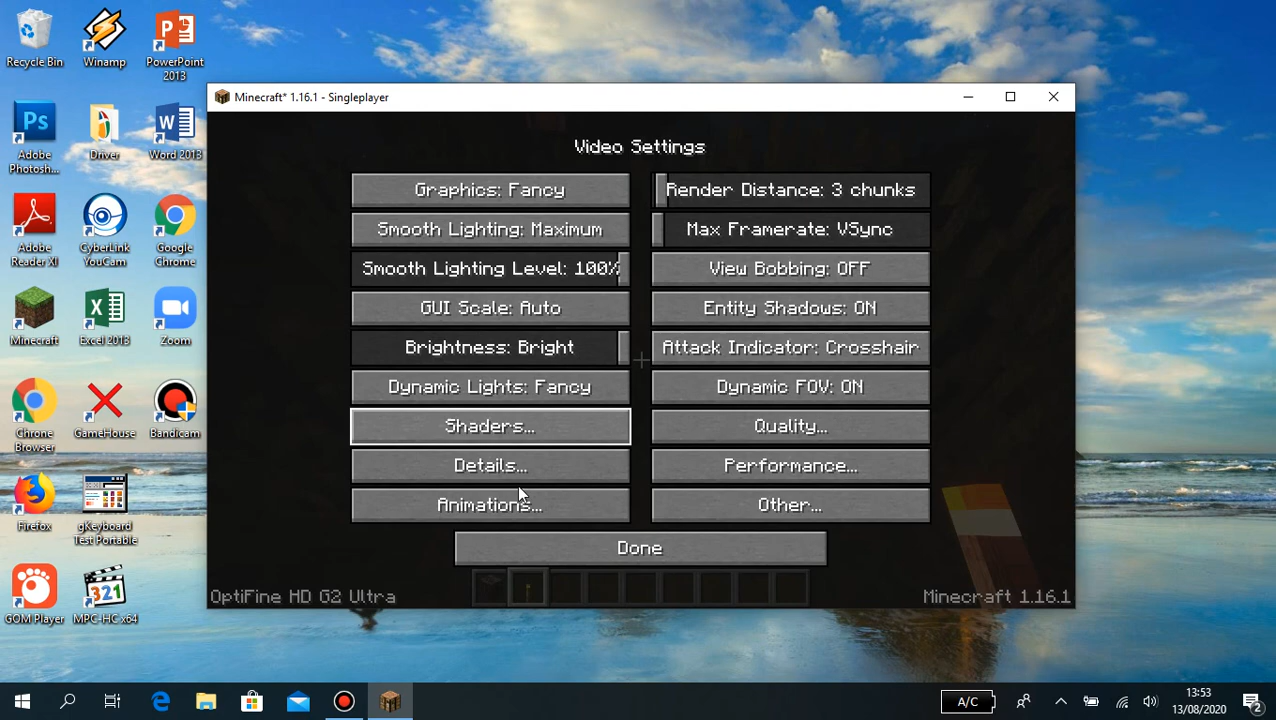 Recycle Bin
Winamp
PowerPoint
2013
Ps
Adobe
Photosh...
Driver
Word 2013
Adobe
Reader XI
CyberLink
YouCam
Google
Chrome
Minecraft
Excel 2013
Zoom
Chrome
Browser
GameHouse
Bandicam
Firefox
gKeyboard
Test Portable
GOM Player
321
MPC-HC x64
Minecraft* 1.16.1 - Singleplayer
Video Settings
Graphics: Fancy
Render Distance: 3 chunks
Smooth Lighting: Maximum
Max Framerate: VSync
Smooth Lighting Level: 100%
View Bobbing: OFF
GUI Scale: Auto
Entity Shadows: ON
Brightness: Bright
Attack Indicator: Crosshair
Dynamic Lights: Fancy
Dynamic FOV: ON
Shaders...
Quality...
Details...
Performance...
Animations...
Other...
Done
OptiFine HD G2 Ultra
Minecraft 1.16.1
A/C
13:53
13/08/2020
2